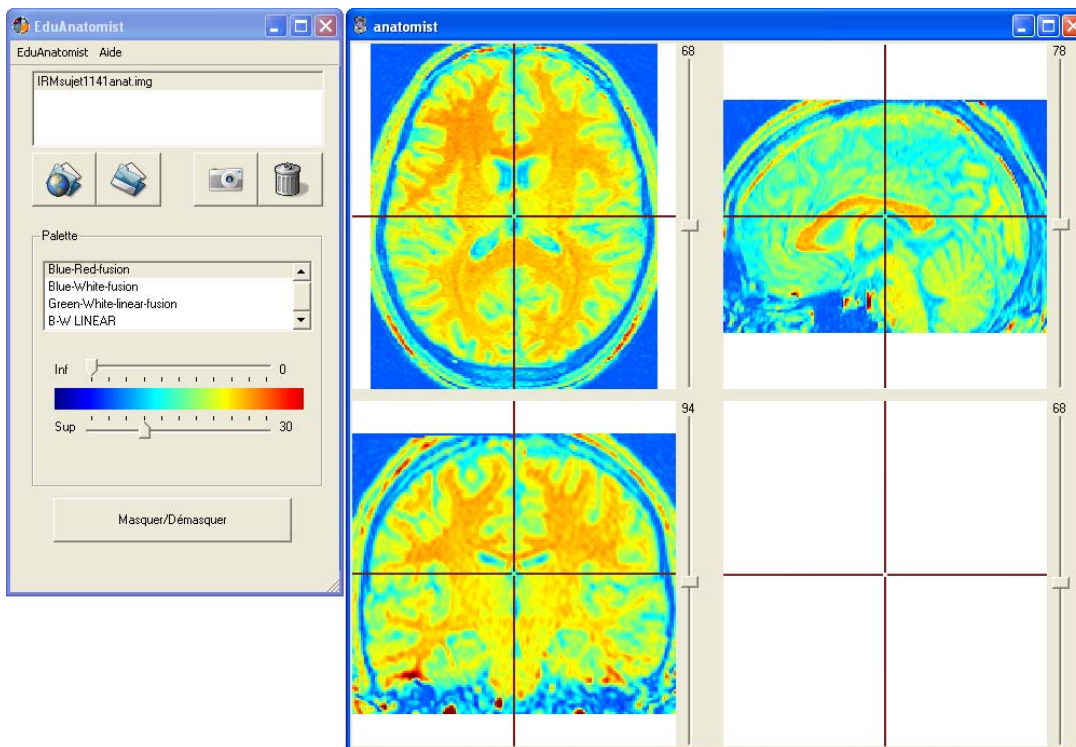 EduAnatomist
EduAnatomist Aide
IRMsujet1141anat.img
Palette
Blue-Red-fusion
Blue-White-fusion
Green-White-linear-fusion
B-W LINEAR
Inf 0
Sup 30
Masquer/Démasquer
anatomist
68
78
94
68